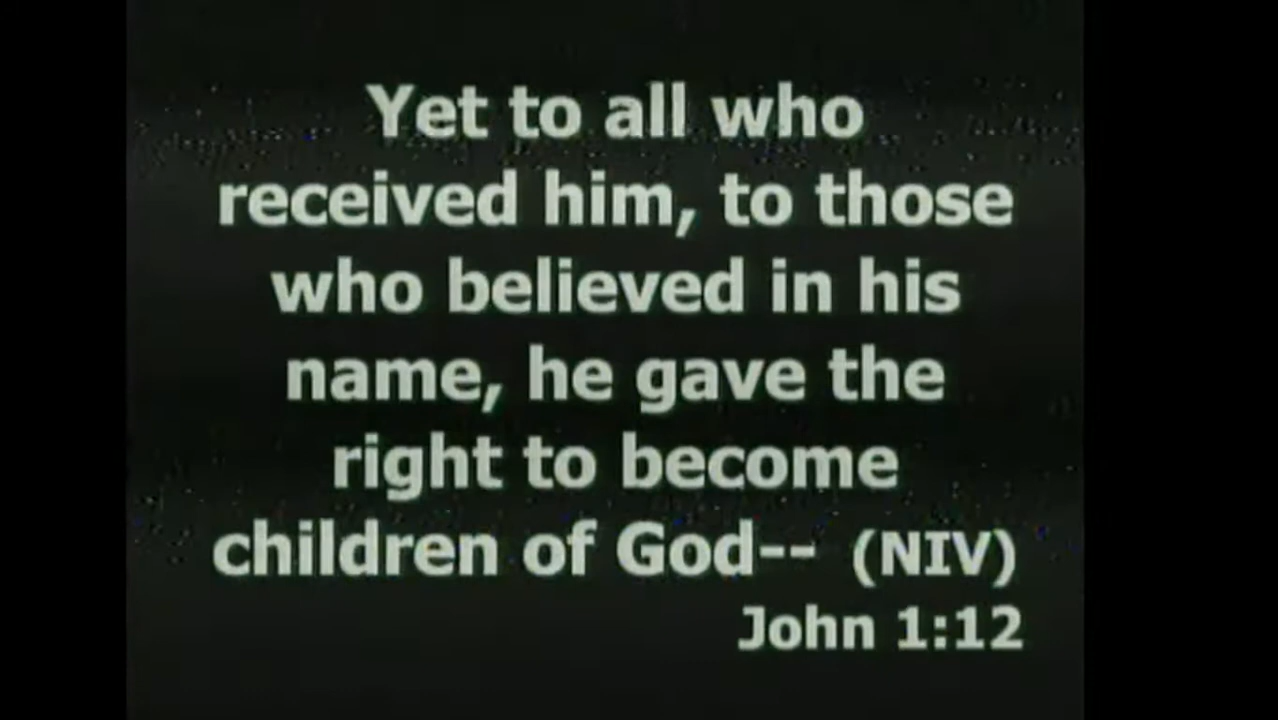 Yet to all who
received him, to those
who believed in his
name, he gave the
right to become
children of God-- (NIV)
John 1:12